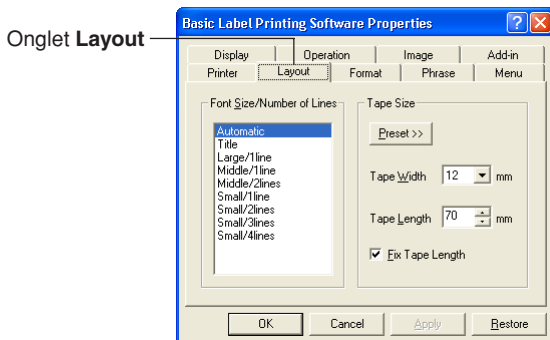 Basic Label Printing Software Properties
Onglet Layout
Display Operation Image Add-in
Printer Layout Format Phrase Menu
Font Size/Number of Lines
Automatic
Title
Large/1line
Middle/1line
Middle/2lines
Small/1line
Small/2lines
Small/3lines
Small/4lines
Tape Size
Preset >>
Tape Width 12 mm
Tape Length 70 mm
Fix Tape Length
OK Cancel Apply Restore